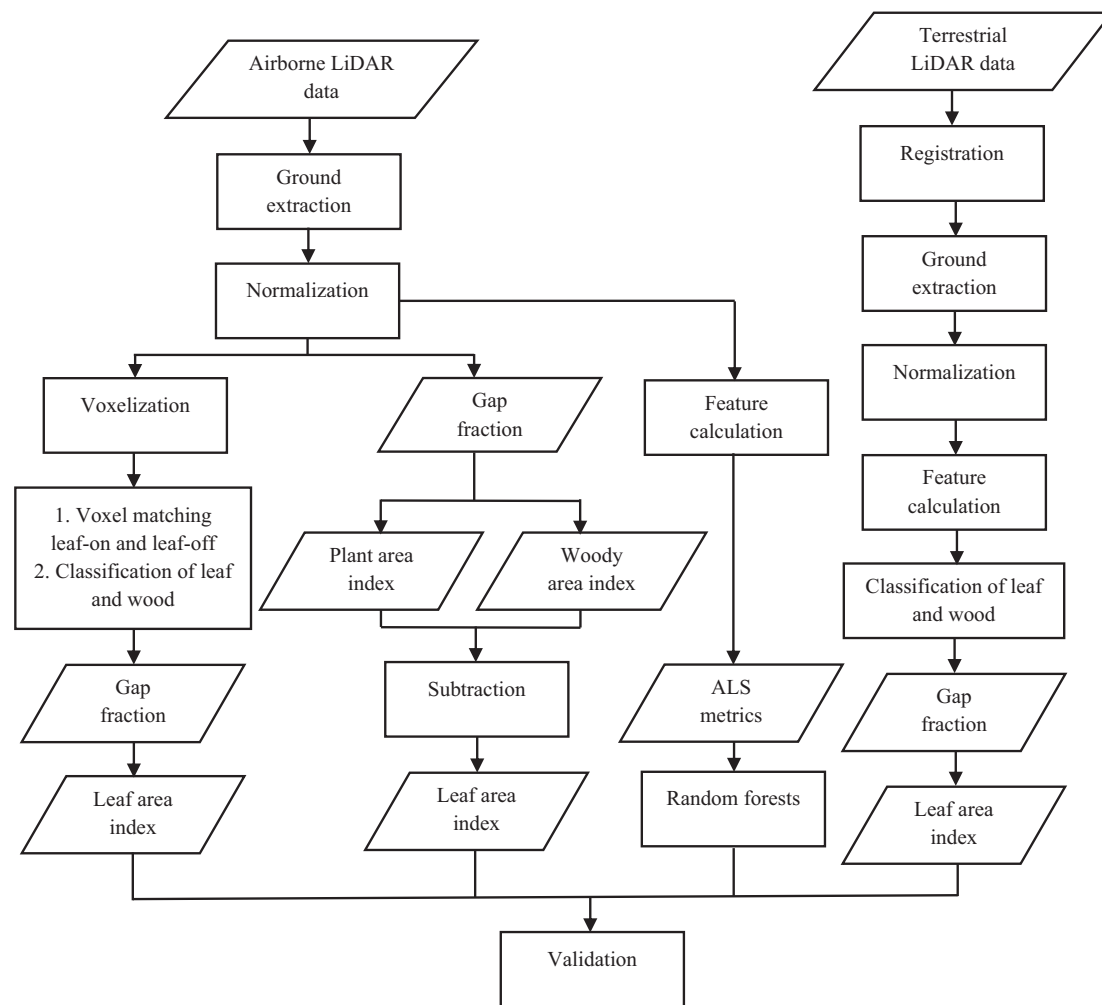 Airborne LiDAR
data
Terrestrial
LiDAR data
Registration
Ground
extraction
Ground
extraction
Normalization
Normalization
Voxelization
Gap
fraction
Feature
calculation
Feature
calculation
1. Voxel matching
leaf-on and leaf-off
2. Classification of leaf
and wood
Plant area
index
Woody
area index
Classification of leaf
and wood
Gap
fraction
Subtraction
ALS
metrics
Gap
fraction
Leaf area
index
Leaf area
index
Random forests
Leaf area
index
Validation